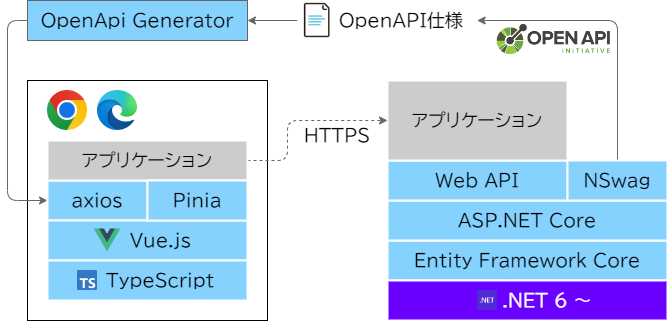 OpenApi Generator
OpenAPI仕様
OPEN API
INITIATIVE
アプリケーション
HTTPS
アプリケーション
axios
Pinia
Web API
NSwag
Vue.js
ASP.NET Core
TS
TypeScript
Entity Framework Core
.NET
.NET 6 ～